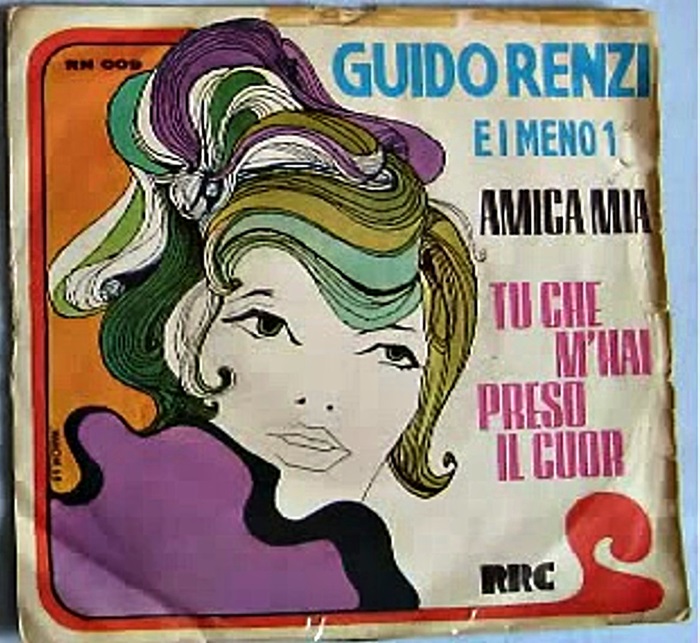 RN 009
GUIDO RENZI
E I MENO 1
AMICA MIA
TU CHE
M'HAI
PRESO
IL CUOR
RRC